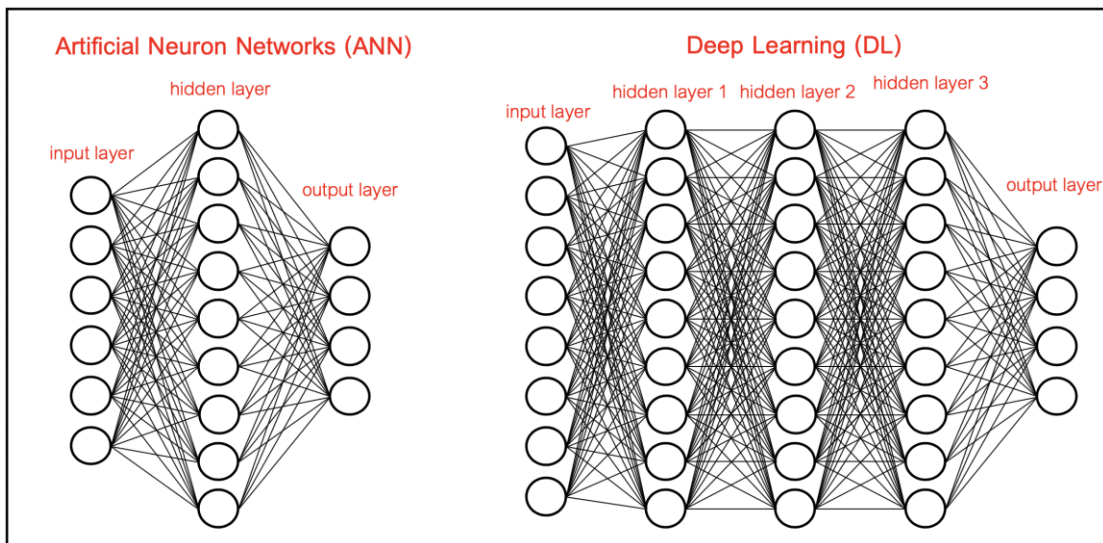 Artificial Neuron Networks (ANN)
hidden layer
input layer
output layer
Deep Learning (DL)
input layer
hidden layer 1
hidden layer 2
hidden layer 3
output layer